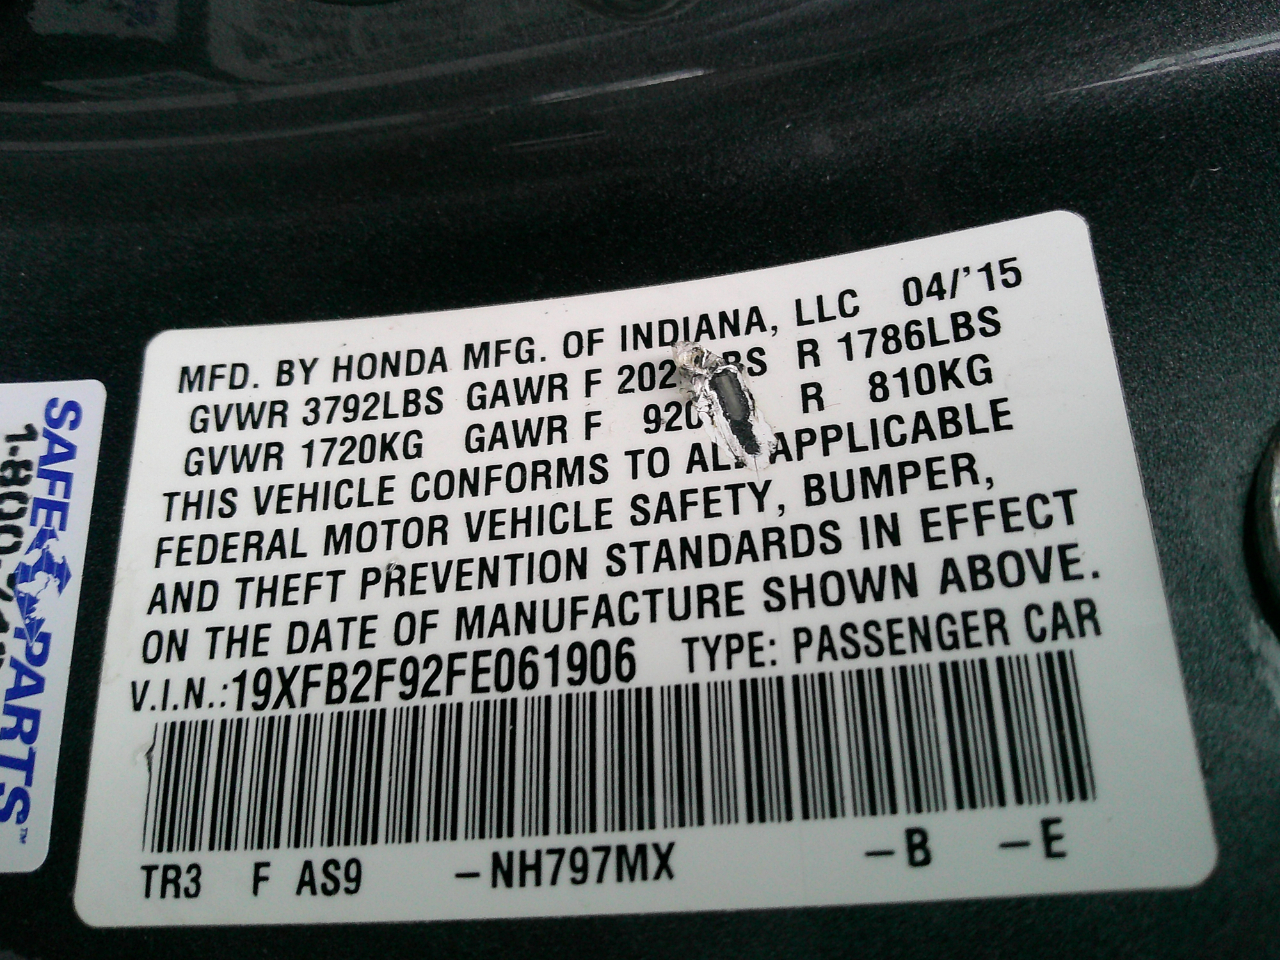 MFD. BY HONDA MFG. OF INDIANA, LLC 04/'15
GVWR 3792LBS GAWR F R 1786LBS
GVWR 1720KG GAWR F R 810KG
THIS VEHICLE CONFORMS TO ALL APPLICABLE
FEDERAL MOTOR VEHICLE SAFETY, BUMPER,
AND THEFT PREVENTION STANDARDS IN EFFECT
ON THE DATE OF MANUFACTURE SHOWN ABOVE.
V.I.N.:19XFB2F92FE061906 TYPE: PASSENGER CAR
TR3 F AS9 -NH797MX -B -E
SAFE PARTS™